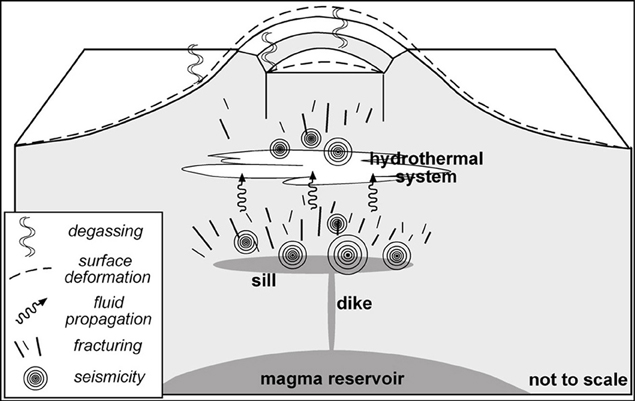 hydrothermal
system
degassing
surface
deformation
fluid
propagation
fracturing
seismicity
sill
dike
magma reservoir
not to scale